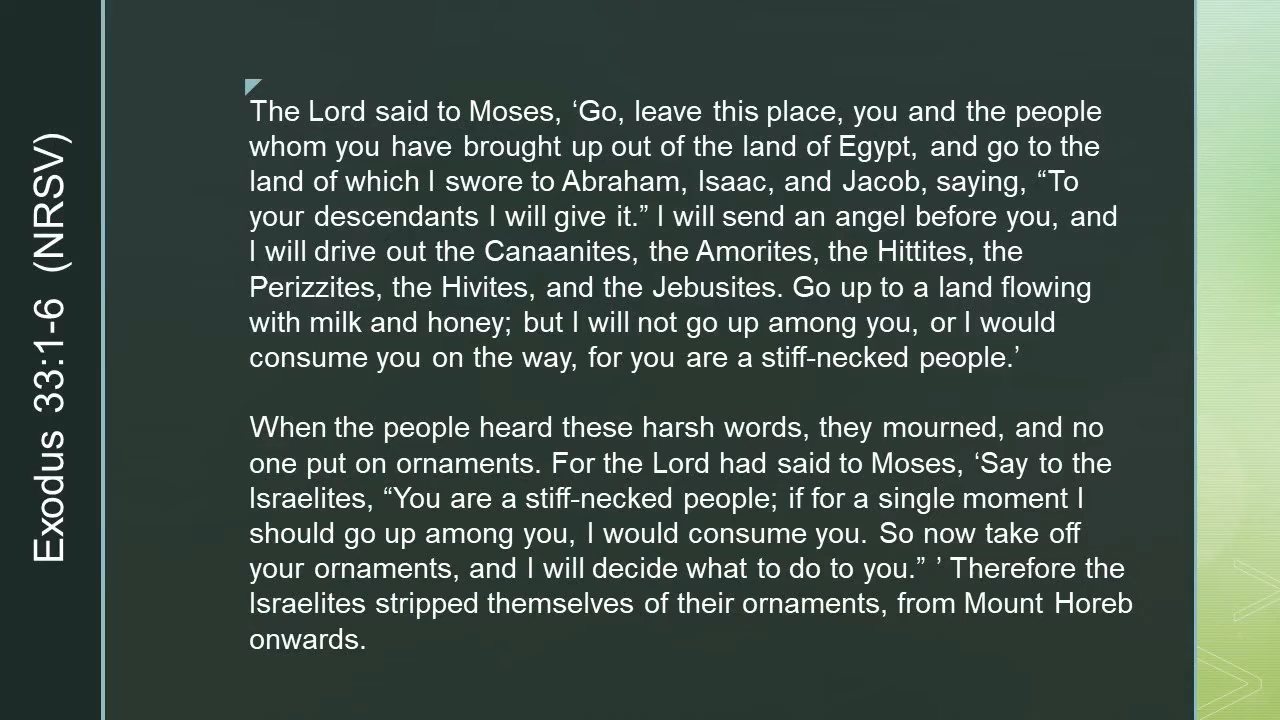 Exodus 33:1-6 (NRSV)
The Lord said to Moses, ‘Go, leave this place, you and the people
whom you have brought up out of the land of Egypt, and go to the
land of which I swore to Abraham, Isaac, and Jacob, saying, “To
your descendants I will give it.” I will send an angel before you, and
I will drive out the Canaanites, the Amorites, the Hittites, the
Perizzites, the Hivites, and the Jebusites. Go up to a land flowing
with milk and honey; but I will not go up among you, or I would
consume you on the way, for you are a stiff-necked people.’
When the people heard these harsh words, they mourned, and no
one put on ornaments. For the Lord had said to Moses, ‘Say to the
Israelites, “You are a stiff-necked people; if for a single moment I
should go up among you, I would consume you. So now take off
your ornaments, and I will decide what to do to you.” ’ Therefore the
Israelites stripped themselves of their ornaments, from Mount Horeb
onwards.